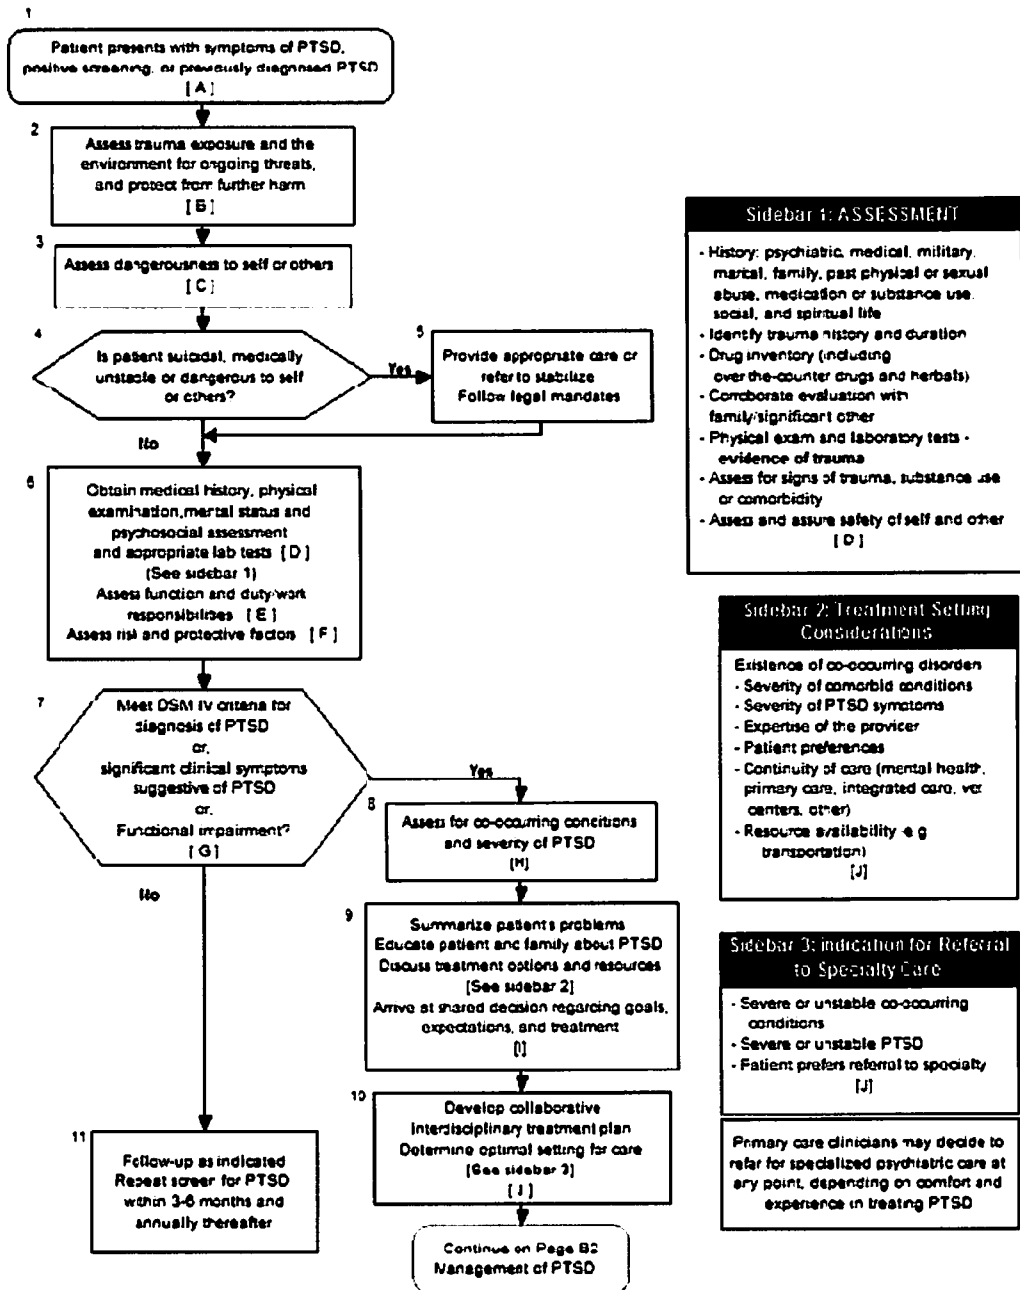 1
Patient presents with symptoms of PTSD,
positive screening, or previously diagnosed PTSD
[ A ]
2
Assess trauma exposure and the
environment for ongoing threats,
and protect from further harm
[ B ]
3
Assess dangerousness to self or others
[ C ]
4
Is patient suicidal, medically
unstable or dangerous to self
or others?
Yes
No
5
Provide appropriate care or
refer to stabilize
Follow legal mandates
6
Obtain medical history, physical
examination, mental status and
psychosocial assessment
and appropriate lab tests [ D ]
(See sidebar 1)
Assess function and duty/work
responsibilities [ E ]
Assess risk and protective factors [ F ]
7
Meet DSM IV criteria for
diagnosis of PTSD
or,
significant clinical symptoms
suggestive of PTSD
or,
Functional impairment?
[ G ]
Yes
No
8
Assess for co-occurring conditions
and severity of PTSD
[H]
9
Summarize patient's problems
Educate patient and family about PTSD
Discuss treatment options and resources
[See sidebar 2]
Arrive at shared decision regarding goals,
expectations, and treatment
[I]
10
Develop collaborative
Interdisciplinary treatment plan
Determine optimal setting for care
[See sidebar 3]
[ J ]
11
Follow-up as indicated
Repeat screen for PTSD
within 3-6 months and
annually thereafter
Continue on Page B2
Management of PTSD
Sidebar 1: ASSESSMENT
- History: psychiatric, medical, military,
marital, family, past physical or sexual
abuse, medication or substance use,
social, and spiritual life
- Identify trauma history and duration
- Drug inventory (including
over-the-counter drugs and herbals)
- Corroborate evaluation with
family/significant other
- Physical exam and laboratory tests -
evidence of trauma
- Assess for signs of trauma, substance use
or comorbidity
- Assess and assure safety of self and other
[ D ]
Sidebar 2: Treatment Setting
Considerations
Existence of co-occurring disorders
- Severity of comorbid conditions
- Severity of PTSD symptoms
- Expertise of the provider
- Patient preferences
- Continuity of care (mental health,
primary care, integrated care, vet
centers, other)
- Resource availability e.g
transportation)
[J]
Sidebar 3: Indication for Referral
to Specialty Care
- Severe or unstable co-occurring
conditions
- Severe or unstable PTSD
- Patient prefers referral to specialty
[J]
Primary care clinicians may decide to
refer for specialized psychiatric care at
any point, depending on comfort and
experience in treating PTSD